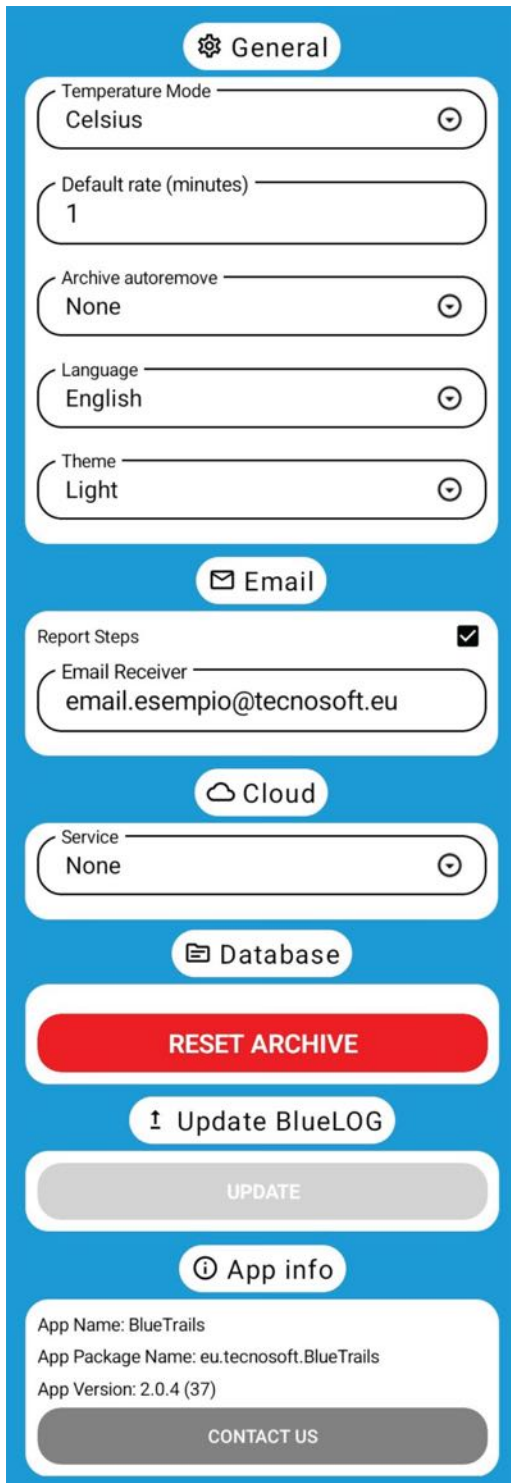 General
Temperature Mode
Celsius
Default rate (minutes)
1
Archive autoremove
None
Language
English
Theme
Light
Email
Report Steps
Email Receiver
email.esempio@tecnosoft.eu
Cloud
Service
None
Database
RESET ARCHIVE
Update BlueLOG
UPDATE
App info
App Name: BlueTrails
App Package Name: eu.tecnosoft.BlueTrails
App Version: 2.0.4 (37)
CONTACT US